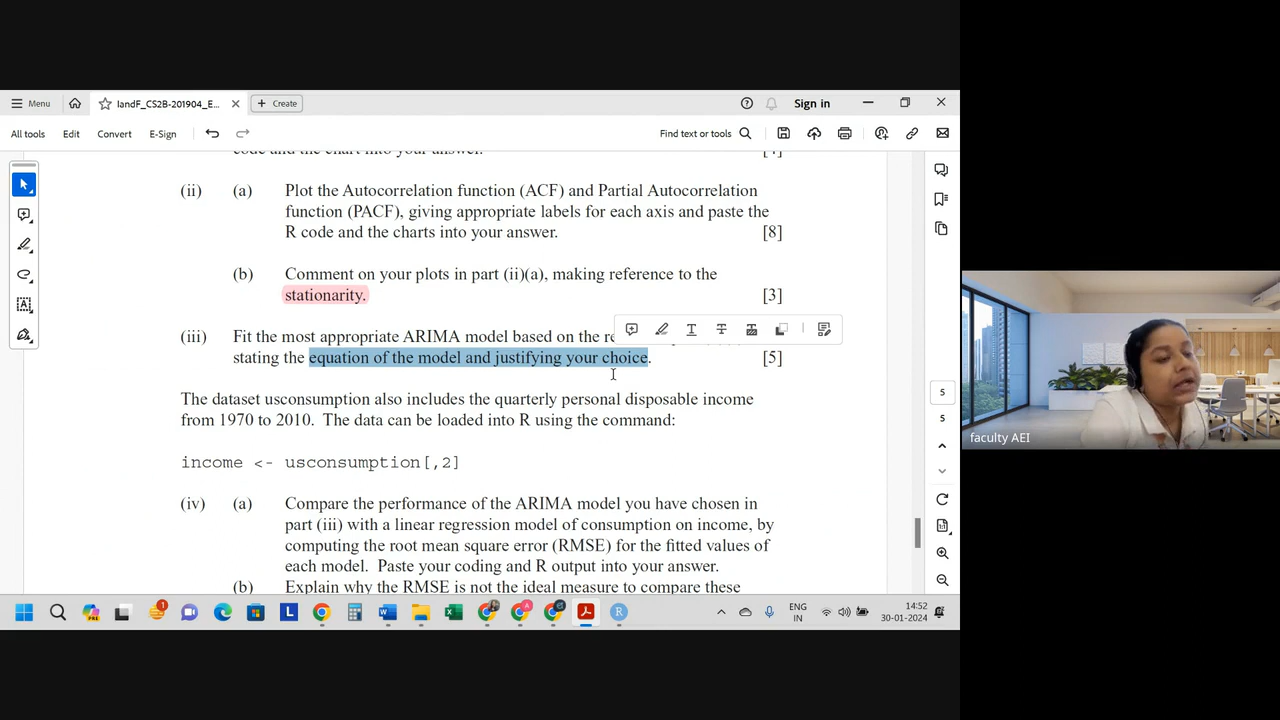 Menu
IandF_CS2B-201904_E...
Create
Sign in
All tools
Edit
Convert
E-Sign
Find text or tools
code and the chart into your answer. [4]
(ii) (a) Plot the Autocorrelation function (ACF) and Partial Autocorrelation
function (PACF), giving appropriate labels for each axis and paste the
R code and the charts into your answer. [8]
(b) Comment on your plots in part (ii)(a), making reference to the
stationarity. [3]
(iii) Fit the most appropriate ARIMA model based on the
stating the equation of the model and justifying your choice. [5]
The dataset usconsumption also includes the quarterly personal disposable income
from 1970 to 2010. The data can be loaded into R using the command:
income <- usconsumption[,2]
(iv) (a) Compare the performance of the ARIMA model you have chosen in
part (iii) with a linear regression model of consumption on income, by
computing the root mean square error (RMSE) for the fitted values of
each model. Paste your coding and R output into your answer.
(b) Explain why the RMSE is not the ideal measure to compare these
5
5
faculty AEI
1
PRE
ENG
IN
14:52
30-01-2024